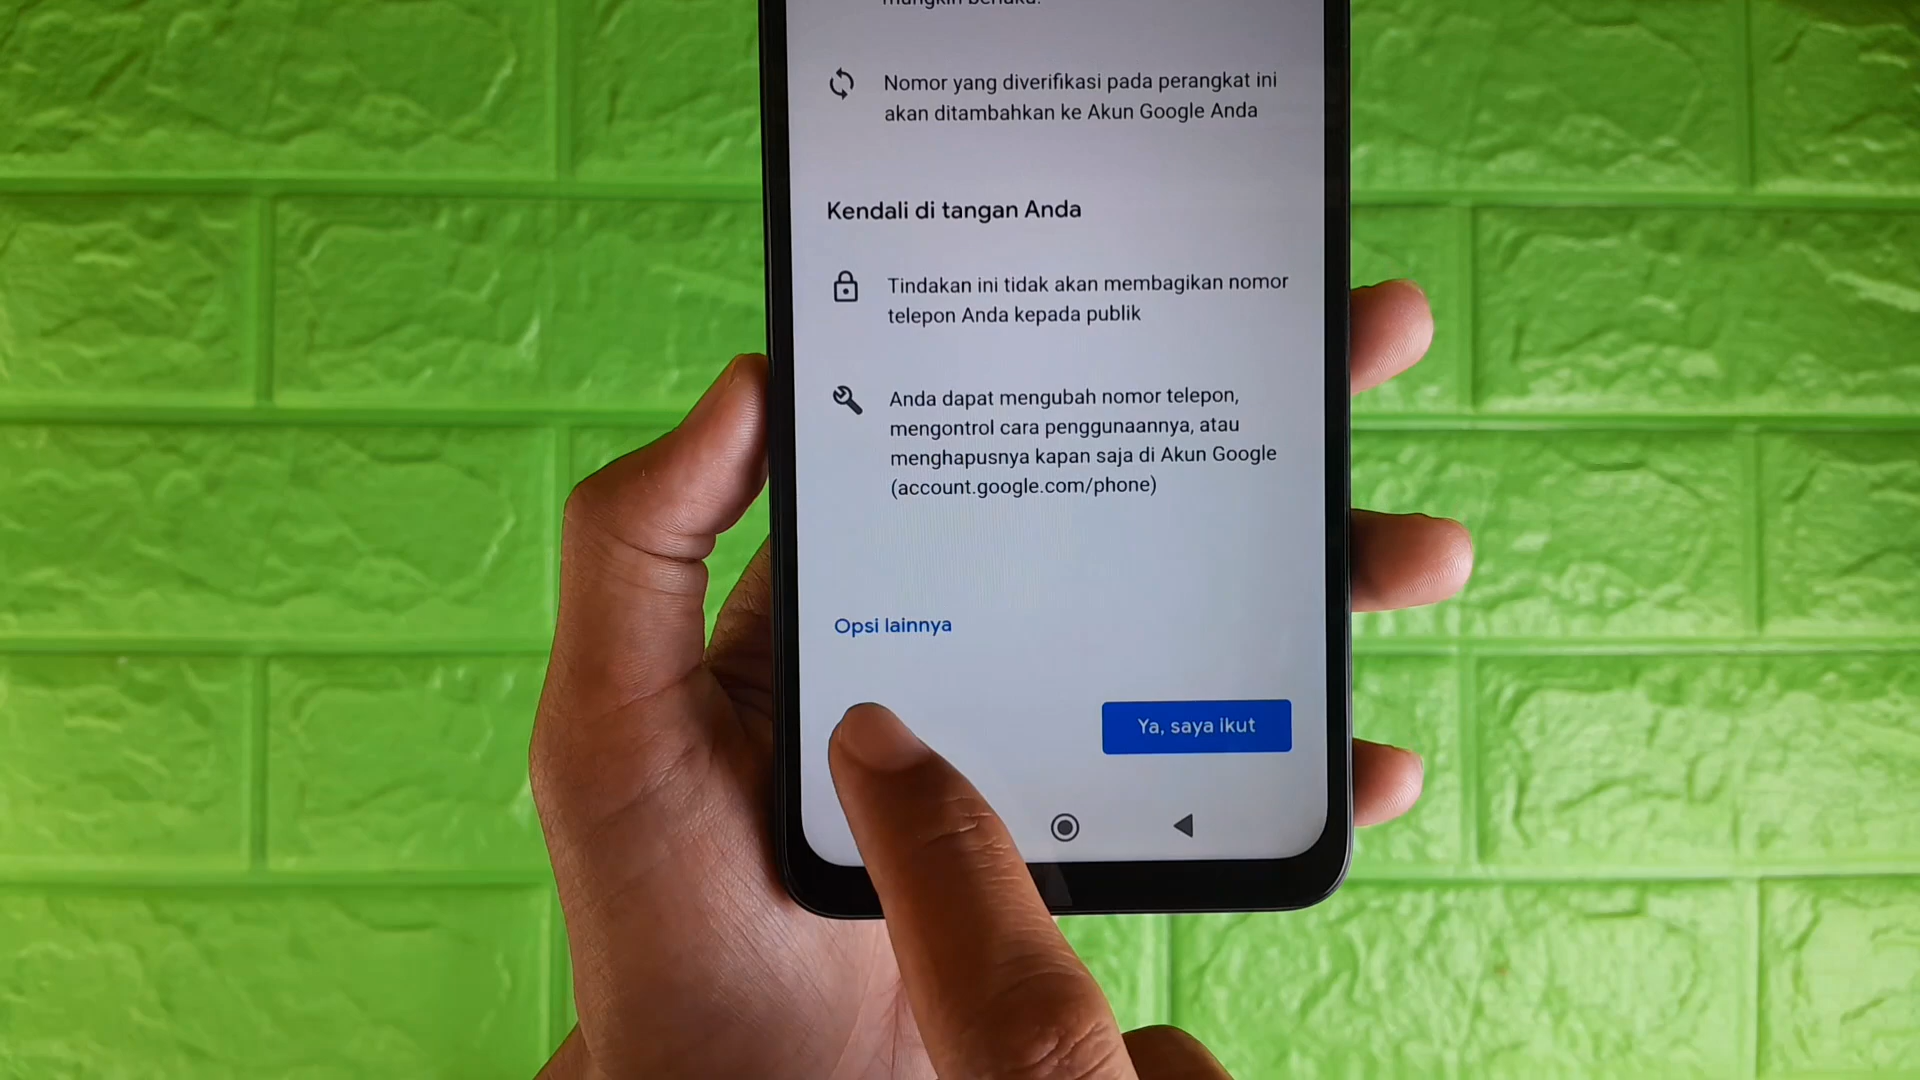 mungkin berlaku.
Nomor yang diverifikasi pada perangkat ini
akan ditambahkan ke Akun Google Anda
Kendali di tangan Anda
Tindakan ini tidak akan membagikan nomor
telepon Anda kepada publik
Anda dapat mengubah nomor telepon,
mengontrol cara penggunaannya, atau
menghapusnya kapan saja di Akun Google
(account.google.com/phone)
Opsi lainnya
Ya, saya ikut